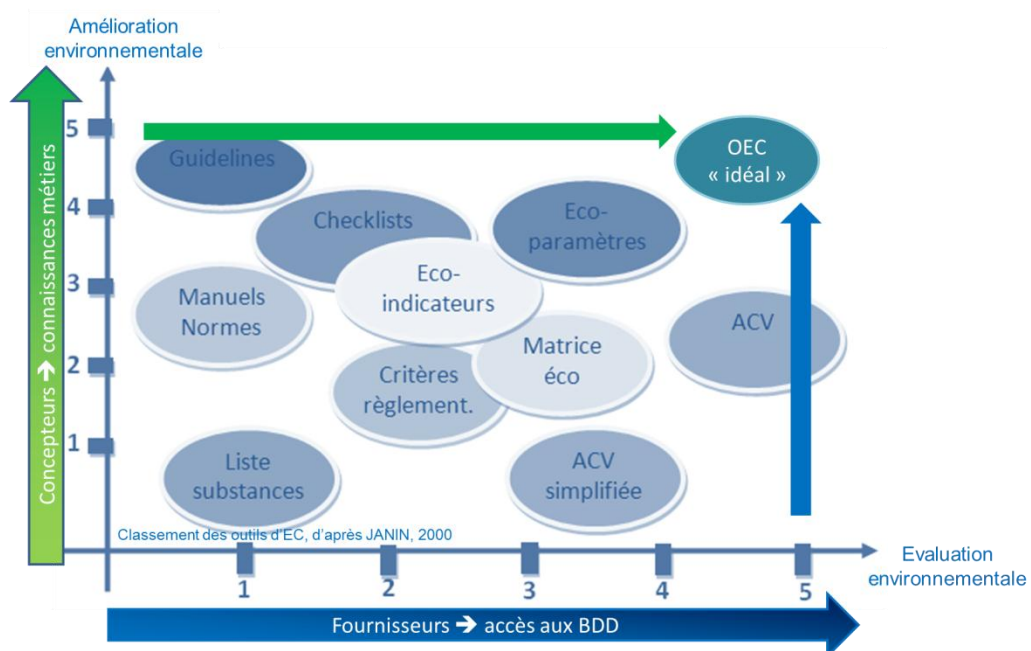 Amélioration
environnementale
Concepteurs ➔ connaissances métiers
5
4
3
2
1
Guidelines
OEC
« idéal »
Checklists
Eco-
paramètres
Eco-
indicateurs
Manuels
Normes
ACV
Matrice
éco
Critères
règlement.
Liste
substances
ACV
simplifiée
Classement des outils d'EC, d'après JANIN, 2000
1
2
3
4
5
Evaluation
environnementale
Fournisseurs ➔ accès aux BDD